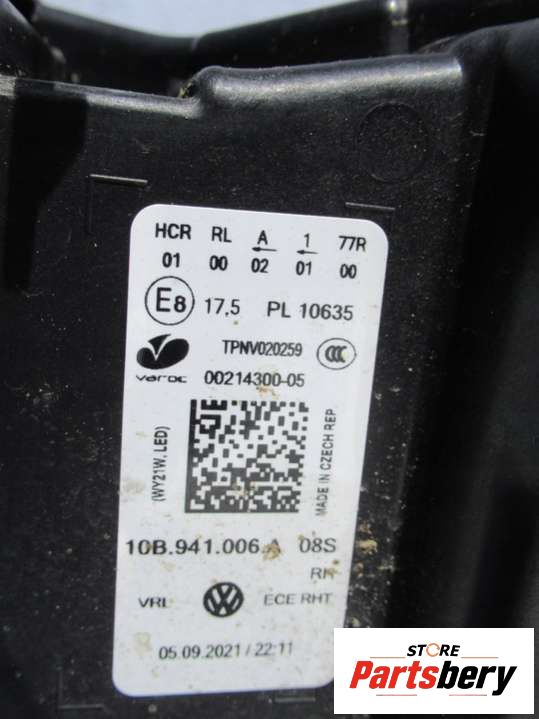 HCR RL A 1 77R
01 00 02 01 00
E8 17,5 PL 10635
TPNV020259 CCC
varoc 00214300-05
(WY21W, LED)
MADE IN CZECH REP
10B.941.006.A 08S
RH
VRL VW ECE RHT
05.09.2021 / 22:11
STORE
Partsbery